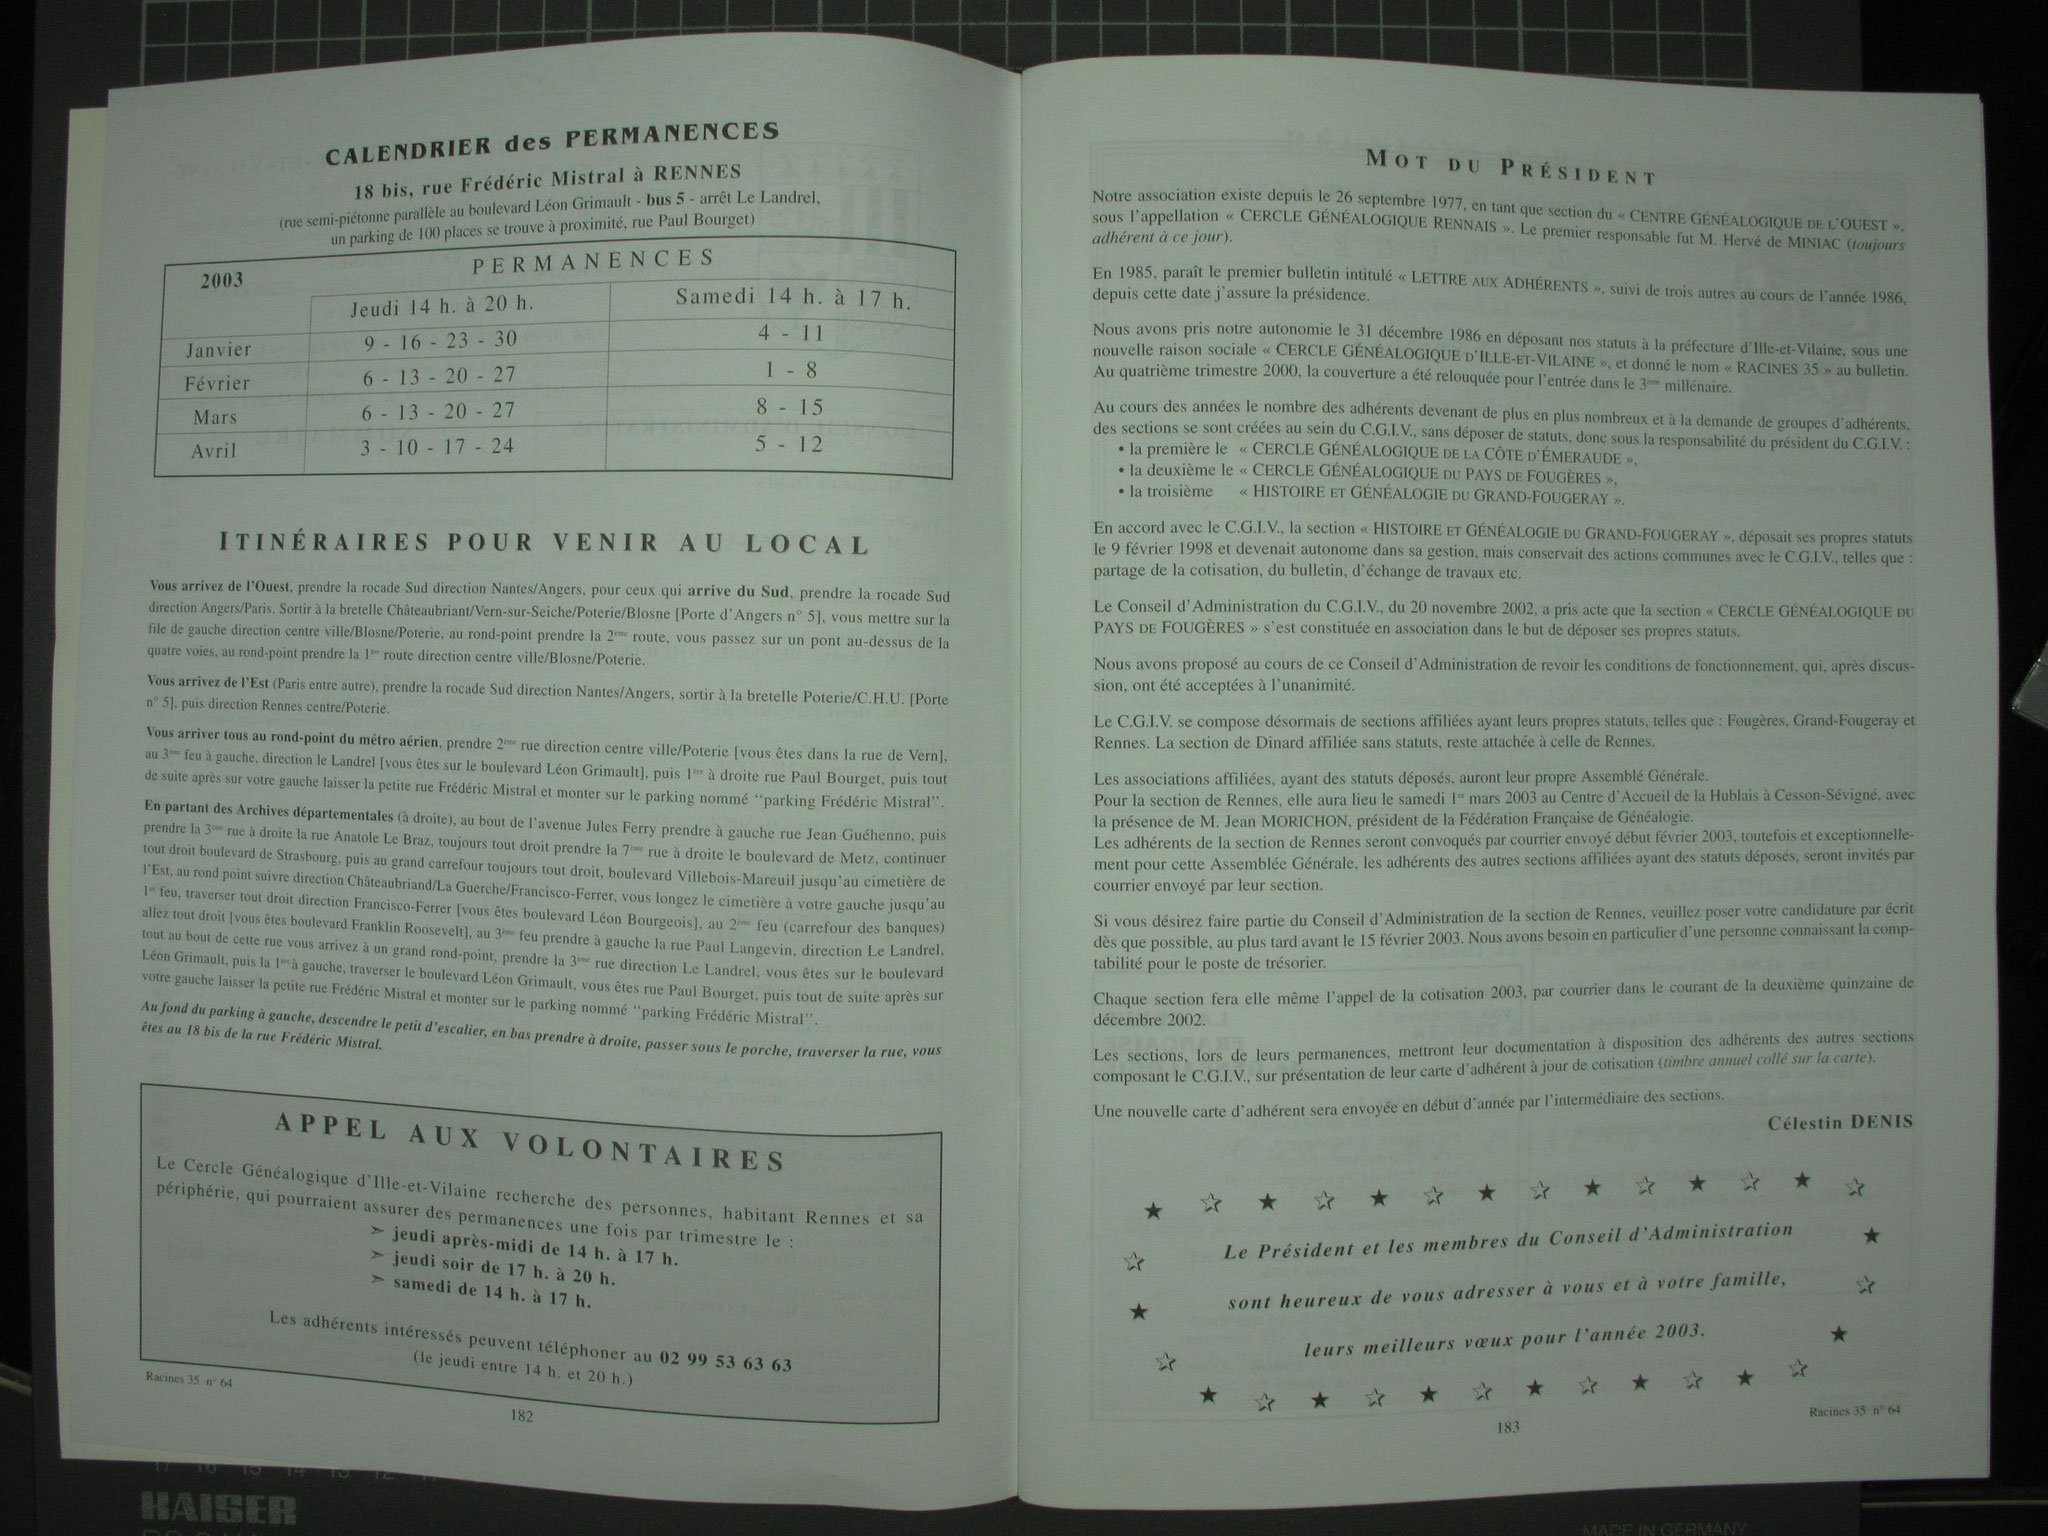 CALENDRIER des PERMANENCES
18 bis, rue Frédéric Mistral à RENNES
(rue semi-piétonne parallèle au boulevard Léon Grimault - bus 5 - arrêt Le Landrel,
un parking de 100 places se trouve à proximité, rue Paul Bourget)
2003 PERMANENCES
Jeudi 14 h. à 20 h. Samedi 14 h. à 17 h.
Janvier 9 - 16 - 23 - 30 4 - 11
Février 6 - 13 - 20 - 27 1 - 8
Mars 6 - 13 - 20 - 27 8 - 15
Avril 3 - 10 - 17 - 24 5 - 12
ITINÉRAIRES POUR VENIR AU LOCAL
Vous arrivez de l'Ouest, prendre la rocade Sud direction Nantes/Angers, pour ceux qui arrive du Sud, prendre la rocade Sud
direction Angers/Paris. Sortir à la bretelle Châteaubriant/Vern-sur-Seiche/Poterie/Blosne [Porte d'Angers n° 5], vous mettre sur la
file de gauche direction centre ville/Blosne/Poterie, au rond-point prendre la 2ème route, vous passez sur un pont au-dessus de la
quatre voies, au rond-point prendre la 1ère route direction centre ville/Blosne/Poterie.
Vous arrivez de l'Est (Paris entre autre), prendre la rocade Sud direction Nantes/Angers, sortir à la bretelle Poterie/C.H.U. [Porte
n° 5], puis direction Rennes centre/Poterie.
Vous arriver tous au rond-point du métro aérien, prendre 2ème rue direction centre ville/Poterie [vous êtes dans la rue de Vern],
au 3ème feu à gauche, direction le Landrel [vous êtes sur le boulevard Léon Grimault], puis 1ère à droite rue Paul Bourget, puis tout
de suite après sur votre gauche laisser la petite rue Frédéric Mistral et monter sur le parking nommé "parking Frédéric Mistral".
En partant des Archives départementales (à droite), au bout de l'avenue Jules Ferry prendre à gauche rue Jean Guéhenno, puis
prendre la 3ème rue à droite la rue Anatole Le Braz, toujours tout droit prendre la 7ème rue à droite le boulevard de Metz, continuer
tout droit boulevard de Strasbourg, puis au grand carrefour toujours tout droit, boulevard Villebois-Mareuil jusqu'au cimetière de
l'Est, au rond point suivre direction Châteaubriand/La Guerche/Francisco-Ferrer, vous longez le cimetière à votre gauche jusqu'au
1er feu, traverser tout droit direction Francisco-Ferrer [vous êtes boulevard Léon Bourgeois], au 2ème feu (carrefour des banques)
allez tout droit [vous êtes boulevard Franklin Roosevelt], au 3ème feu prendre à gauche la rue Paul Langevin, direction Le Landrel,
tout au bout de cette rue vous arrivez à un grand rond-point, prendre la 3ème rue direction Le Landrel, vous êtes sur le boulevard
Léon Grimault, puis la 1ère à gauche, traverser le boulevard Léon Grimault, vous êtes rue Paul Bourget, puis tout de suite après sur
votre gauche laisser la petite rue Frédéric Mistral et monter sur le parking nommé "parking Frédéric Mistral".
Au fond du parking à gauche, descendre le petit d'escalier, en bas prendre à droite, passer sous le porche, traverser la rue, vous
êtes au 18 bis de la rue Frédéric Mistral.
APPEL AUX VOLONTAIRES
Le Cercle Généalogique d'Ille-et-Vilaine recherche des personnes, habitant Rennes et sa
périphérie, qui pourraient assurer des permanences une fois par trimestre le :
➣ jeudi après-midi de 14 h. à 17 h.
➣ jeudi soir de 17 h. à 20 h.
➣ samedi de 14 h. à 17 h.
Les adhérents intéressés peuvent téléphoner au 02 99 53 63 63
(le jeudi entre 14 h. et 20 h.)
Racines 35 n° 64
182
MOT DU PRÉSIDENT
Notre association existe depuis le 26 septembre 1977, en tant que section du « CENTRE GÉNÉALOGIQUE DE L'OUEST »,
sous l'appellation « CERCLE GÉNÉALOGIQUE RENNAIS ». Le premier responsable fut M. Hervé de MINIAC (toujours
adhérent à ce jour).
En 1985, paraît le premier bulletin intitulé « LETTRE AUX ADHÉRENTS », suivi de trois autres au cours de l'année 1986,
depuis cette date j'assure la présidence.
Nous avons pris notre autonomie le 31 décembre 1986 en déposant nos statuts à la préfecture d'Ille-et-Vilaine, sous une
nouvelle raison sociale « CERCLE GÉNÉALOGIQUE D'ILLE-ET-VILAINE », et donné le nom « RACINES 35 » au bulletin.
Au quatrième trimestre 2000, la couverture a été relouquée pour l'entrée dans le 3ème millénaire.
Au cours des années le nombre des adhérents devenant de plus en plus nombreux et à la demande de groupes d'adhérents,
des sections se sont créées au sein du C.G.I.V., sans déposer de statuts, donc sous la responsabilité du président du C.G.I.V. :
• la première le « CERCLE GÉNÉALOGIQUE DE LA CÔTE D'ÉMERAUDE »,
• la deuxième le « CERCLE GÉNÉALOGIQUE DU PAYS DE FOUGÈRES »,
• la troisième « HISTOIRE ET GÉNÉALOGIE DU GRAND-FOUGERAY ».
En accord avec le C.G.I.V., la section « HISTOIRE ET GÉNÉALOGIE DU GRAND-FOUGERAY », déposait ses propres statuts
le 9 février 1998 et devenait autonome dans sa gestion, mais conservait des actions communes avec le C.G.I.V., telles que :
partage de la cotisation, du bulletin, d'échange de travaux etc.
Le Conseil d'Administration du C.G.I.V., du 20 novembre 2002, a pris acte que la section « CERCLE GÉNÉALOGIQUE DU
PAYS DE FOUGÈRES » s'est constituée en association dans le but de déposer ses propres statuts.
Nous avons proposé au cours de ce Conseil d'Administration de revoir les conditions de fonctionnement, qui, après discus-
sion, ont été acceptées à l'unanimité.
Le C.G.I.V. se compose désormais de sections affiliées ayant leurs propres statuts, telles que : Fougères, Grand-Fougeray et
Rennes. La section de Dinard affiliée sans statuts, reste attachée à celle de Rennes.
Les associations affiliées, ayant des statuts déposés, auront leur propre Assemblé Générale.
Pour la section de Rennes, elle aura lieu le samedi 1er mars 2003 au Centre d'Accueil de la Hublais à Cesson-Sévigné, avec
la présence de M. Jean MORICHON, président de la Fédération Française de Généalogie.
Les adhérents de la section de Rennes seront convoqués par courrier envoyé début février 2003, toutefois et exceptionnelle-
ment pour cette Assemblée Générale, les adhérents des autres sections affiliées ayant des statuts déposés, seront invités par
courrier envoyé par leur section.
Si vous désirez faire partie du Conseil d'Administration de la section de Rennes, veuillez poser votre candidature par écrit
dès que possible, au plus tard avant le 15 février 2003. Nous avons besoin en particulier d'une personne connaissant la comp-
tabilité pour le poste de trésorier.
Chaque section fera elle même l'appel de la cotisation 2003, par courrier dans le courant de la deuxième quinzaine de
décembre 2002.
Les sections, lors de leurs permanences, mettront leur documentation à disposition des adhérents des autres sections
composant le C.G.I.V., sur présentation de leur carte d'adhérent à jour de cotisation (timbre annuel collé sur la carte).
Une nouvelle carte d'adhérent sera envoyée en début d'année par l'intermédiaire des sections.
Célestin DENIS
Le Président et les membres du Conseil d'Administration
sont heureux de vous adresser à vous et à votre famille,
leurs meilleurs vœux pour l'année 2003.
Racines 35 n° 64
183
17 16 15 14 13 12
KAISER
MADE IN GERMANY